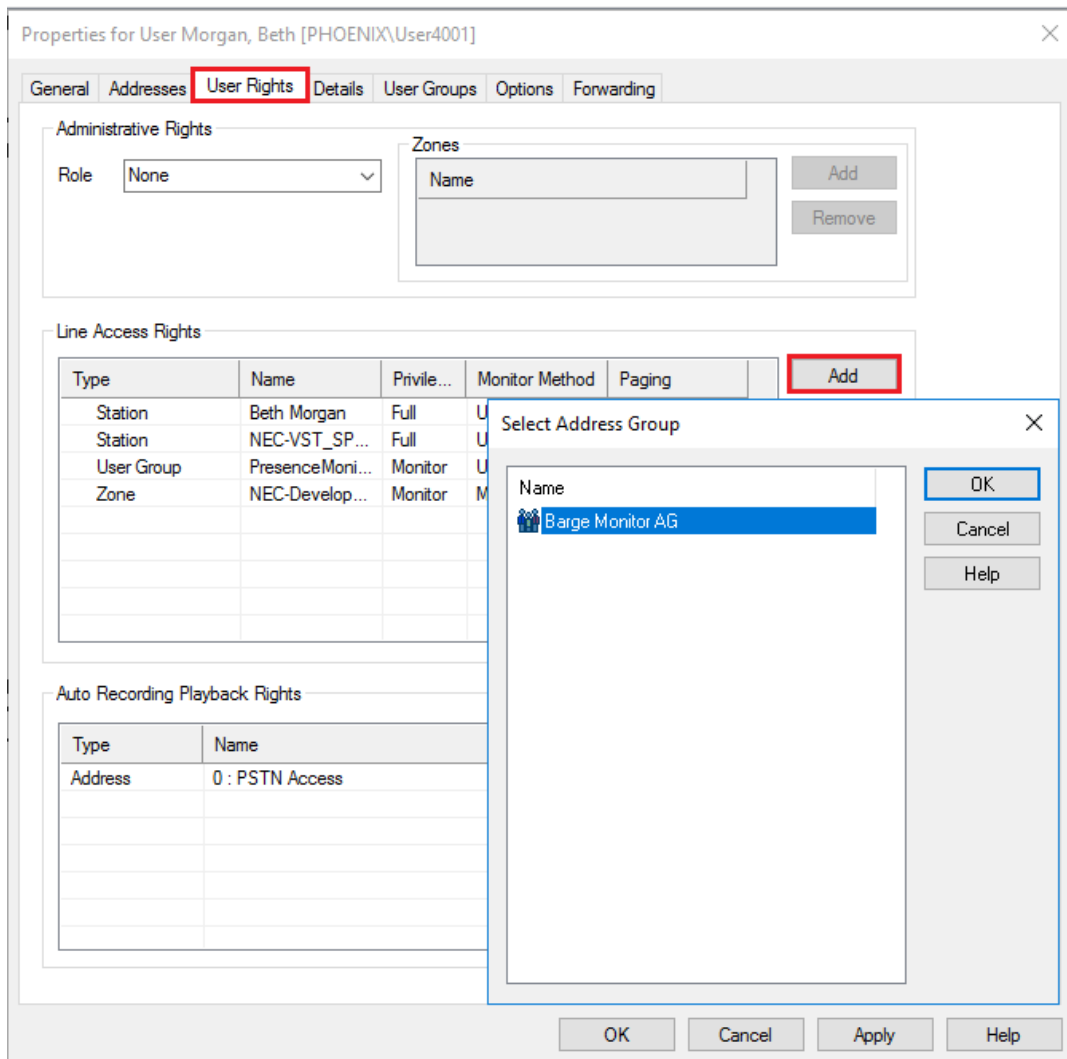 Properties for User Morgan, Beth [PHOENIX\User4001]
General Addresses User Rights Details User Groups Options Forwarding
Administrative Rights
Role None
Zones
Name
Add
Remove
Line Access Rights
Type Name Privile... Monitor Method Paging
Add
Station Beth Morgan Full U
Station NEC-VST_SP... Full U
User Group PresenceMoni... Monitor U
Zone NEC-Develop... Monitor M
Select Address Group
Name
Barge Monitor AG
OK
Cancel
Help
Auto Recording Playback Rights
Type Name
Address 0 : PSTN Access
OK Cancel Apply Help